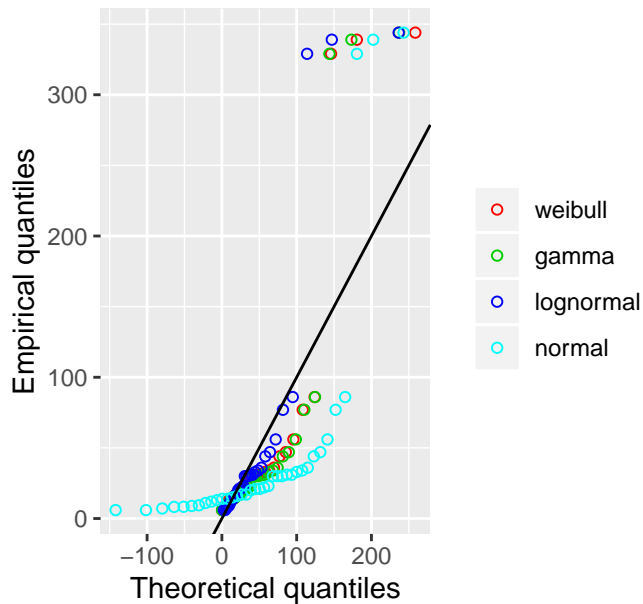 Empirical quantiles
300
200
100
0
−100
0
100
200
Theoretical quantiles
weibull
gamma
lognormal
normal